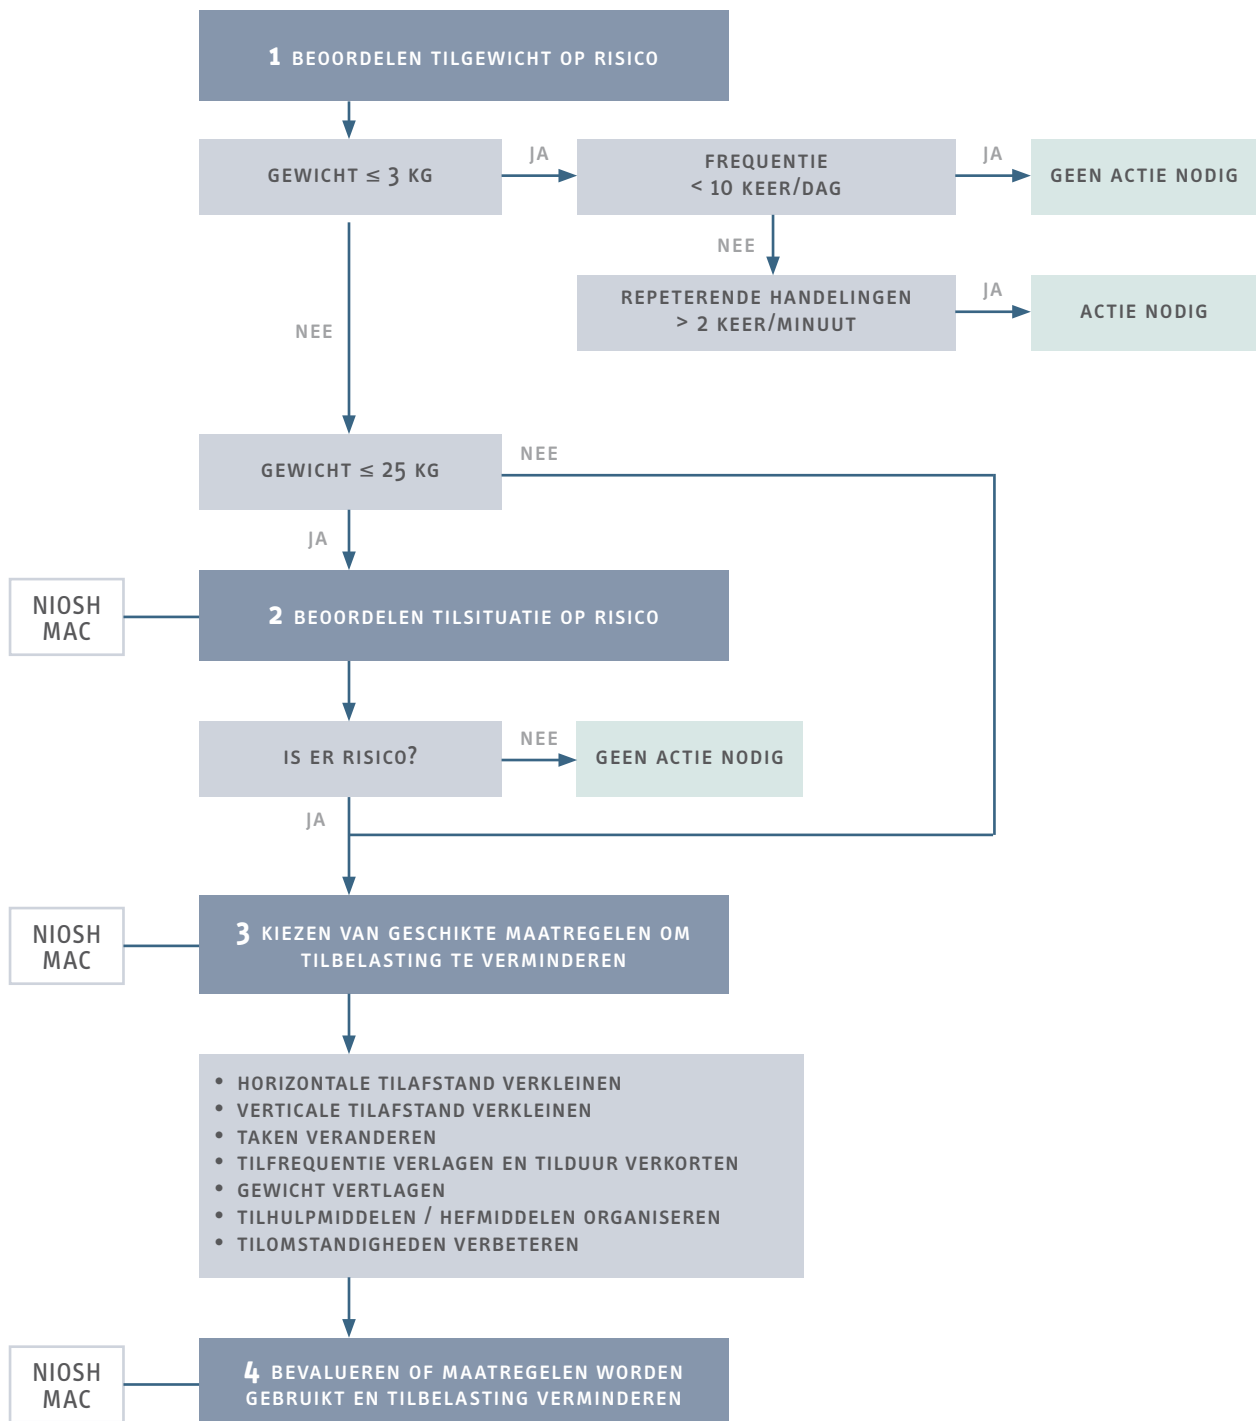 1 BEOORDELEN TILGEWICHT OP RISICO
GEWICHT ≤ 3 KG
JA
FREQUENTIE
< 10 KEER/DAG
JA
GEEN ACTIE NODIG
NEE
REPETERENDE HANDELINGEN
> 2 KEER/MINUUT
JA
ACTIE NODIG
NEE
GEWICHT ≤ 25 KG
NEE
JA
NIOSH
MAC
2 BEOORDELEN TILSITUATIE OP RISICO
IS ER RISICO?
NEE
GEEN ACTIE NODIG
JA
NIOSH
MAC
3 KIEZEN VAN GESCHIKTE MAATREGELEN OM
TILBELASTING TE VERMINDEREN
• HORIZONTALE TILAFSTAND VERKLEINEN
• VERTICALE TILAFSTAND VERKLEINEN
• TAKEN VERANDEREN
• TILFREQUENTIE VERLAGEN EN TILDUUR VERKORTEN
• GEWICHT VERTLAGEN
• TILHULPMIDDELEN / HEFMIDDELEN ORGANISEREN
• TILOMSTANDIGHEDEN VERBETEREN
NIOSH
MAC
4 BEVALUEREN OF MAATREGELEN WORDEN
GEBRUIKT EN TILBELASTING VERMINDEREN